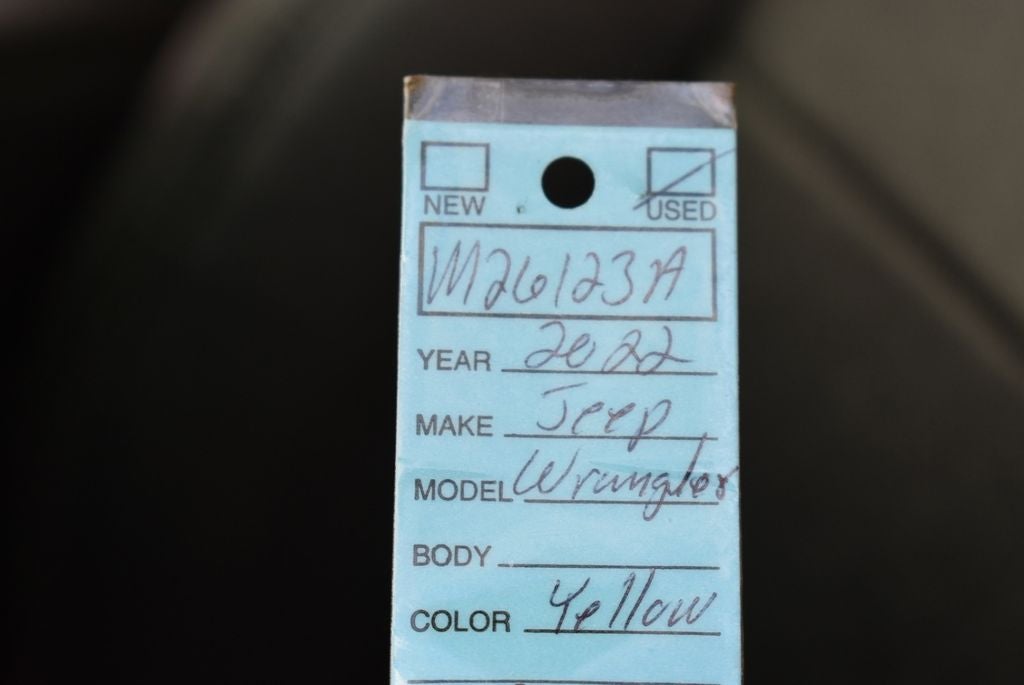 NEW USED
M26123A
YEAR 2022
MAKE Jeep
MODEL Wrangler
BODY
COLOR Yellow